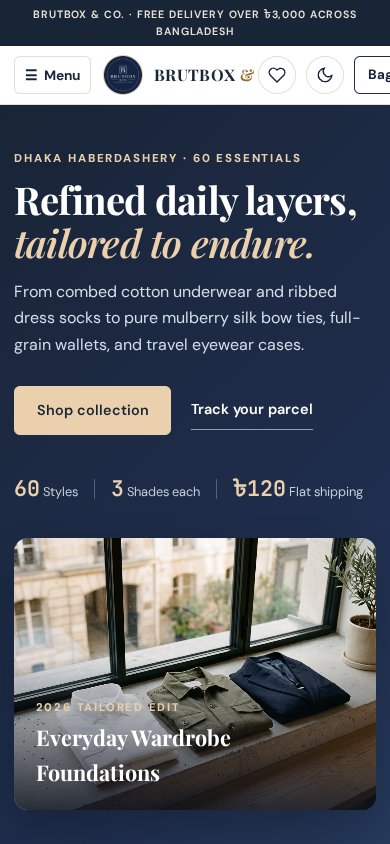 BRUTBOX & CO. · FREE DELIVERY OVER ৳3,000 ACROSS
BANGLADESH
☰ Menu
BRUTBOX &
Bag
DHAKA HABERDASHERY · 60 ESSENTIALS
Refined daily layers,
tailored to endure.
From combed cotton underwear and ribbed
dress socks to pure mulberry silk bow ties, full-
grain wallets, and travel eyewear cases.
Shop collection
Track your parcel
60 Styles
3 Shades each
৳120 Flat shipping
2026 TAILORED EDIT
Everyday Wardrobe
Foundations